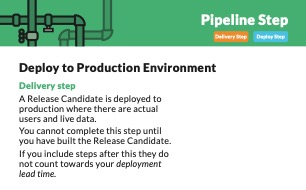 Pipeline Step
Delivery Step Deploy Step
Deploy to Production Environment
Delivery step
A Release Candidate is deployed to
production where there are actual
users and live data.
You cannot complete this step until
you have built the Release Candidate.
If you include steps after this they do
not count towards your deployment
lead time.